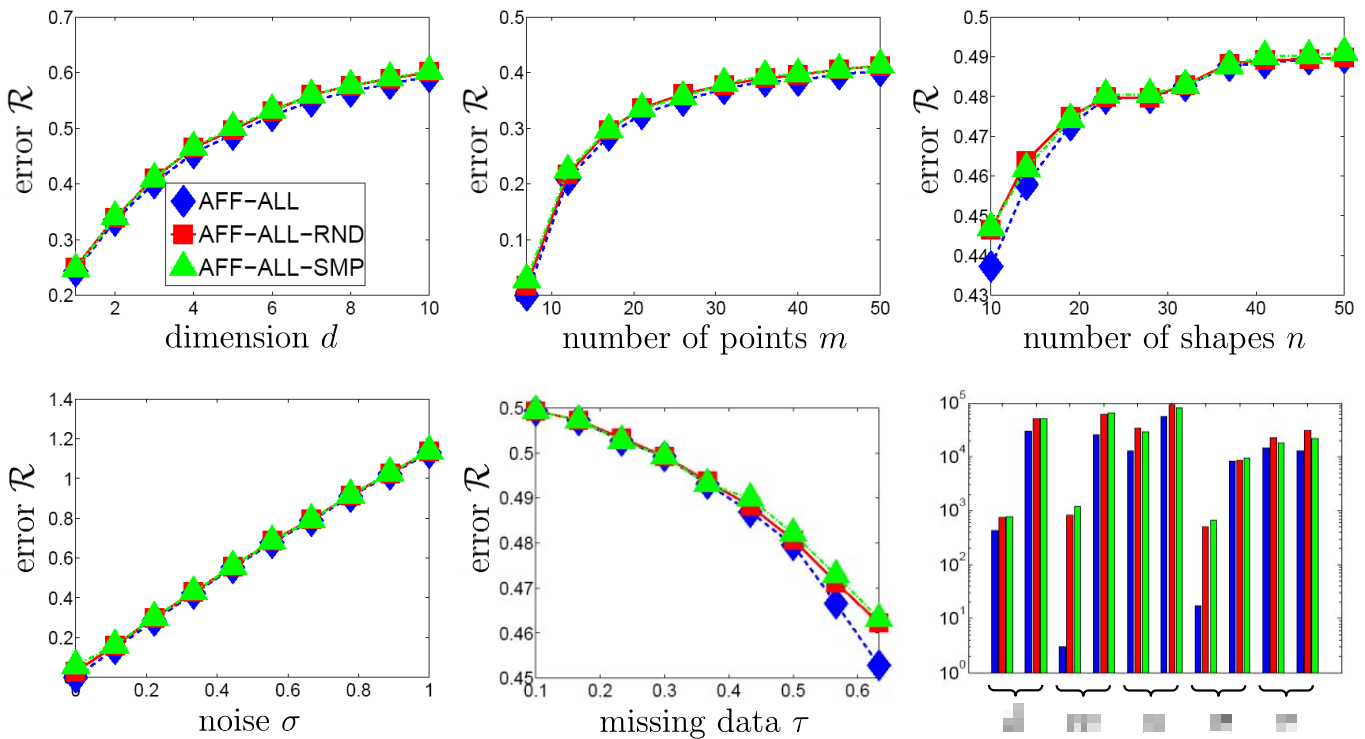 0.7
0.6
0.5
0.4
0.3
0.2
error R
AFF-ALL
AFF-ALL-RND
AFF-ALL-SMP
2 4 6 8 10
dimension d
0.5
0.4
0.3
0.2
0.1
error R
10 20 30 40 50
number of points m
0.5
0.49
0.48
0.47
0.46
0.45
0.44
0.43
error R
10 20 30 40 50
number of shapes n
1.4
1.2
1
0.8
0.6
0.4
0.2
error R
0 0.2 0.4 0.6 0.8 1
noise σ
0.5
0.5
0.49
0.48
0.47
0.46
0.45
error R
0.1 0.2 0.3 0.4 0.5 0.6
missing data τ
10^5
10^4
10^3
10^2
10^1
10^0